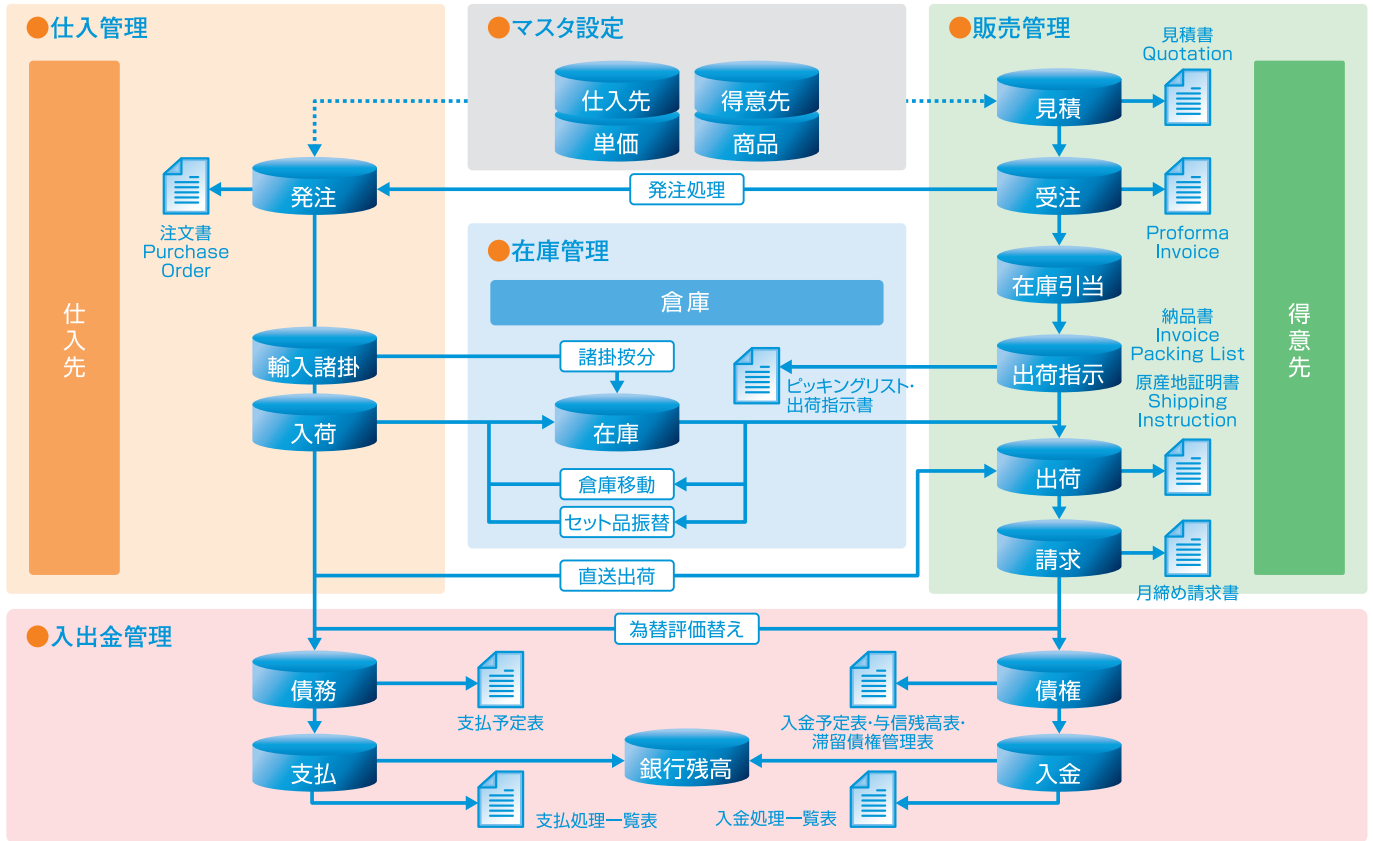 ●仕入管理
仕入先
発注
注文書
Purchase
Order
輸入諸掛
入荷
●マスタ設定
仕入先
得意先
単価
商品
発注処理
●在庫管理
倉庫
諸掛按分
在庫
倉庫移動
セット品振替
直送出荷
ピッキングリスト・
出荷指示書
●販売管理
見積書
Quotation
見積
受注
Proforma
Invoice
在庫引当
納品書
Invoice
Packing List
出荷指示
原産地証明書
Shipping
Instruction
出荷
請求
月締め請求書
得意先
●入出金管理
為替評価替え
債務
支払予定表
債権
入金予定表・与信残高表・
滞留債権管理表
支払
銀行残高
入金
支払処理一覧表
入金処理一覧表